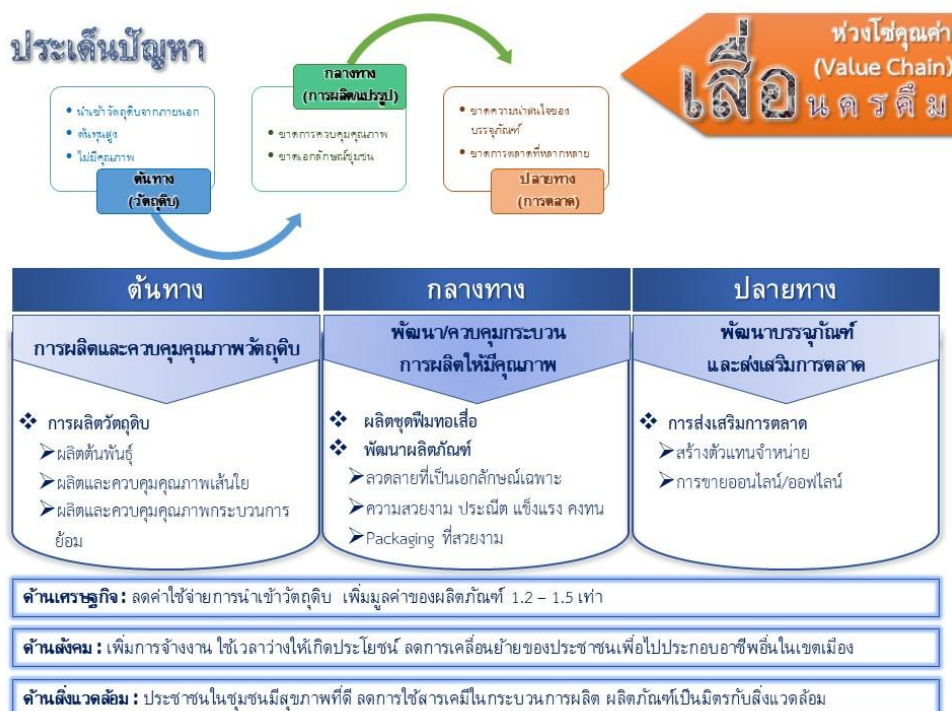 ประเด็นปัญหา
ห่วงโซ่คุณค่า
(Value Chain)
เสื่อ
นครคึม
• นำเข้าวัตถุดิบจากภายนอก
• ต้นทุนสูง
• ไม่มีคุณภาพ
ต้นทาง
(วัตถุดิบ)
กลางทาง
(การผลิต/แปรรูป)
• ขาดการควบคุมคุณภาพ
• ขาดเอกลักษณ์ชุมชน
• ขาดความน่าสนใจของ
บรรจุภัณฑ์
• ขาดการตลาดที่หลากหลาย
ปลายทาง
(การตลาด)
ต้นทาง
การผลิตและควบคุมคุณภาพวัตถุดิบ
❖ การผลิตวัตถุดิบ
➢ผลิตต้นพันธุ์
➢ผลิตและควบคุมคุณภาพเส้นใย
➢ผลิตและควบคุมคุณภาพกระบวนการ
ย้อม
กลางทาง
พัฒนา/ควบคุมกระบวน
การผลิตให้มีคุณภาพ
❖ ผลิตชุดฟืมทอเสื่อ
❖ พัฒนาผลิตภัณฑ์
➢ลวดลายที่เป็นเอกลักษณ์เฉพาะ
➢ความสวยงาม ประณีต แข็งแรง คงทน
➢Packaging ที่สวยงาม
ปลายทาง
พัฒนาบรรจุภัณฑ์
และส่งเสริมการตลาด
❖ การส่งเสริมการตลาด
➢สร้างตัวแทนจำหน่าย
➢การขายออนไลน์/ออฟไลน์
ด้านเศรษฐกิจ : ลดค่าใช้จ่ายการนำเข้าวัตถุดิบ เพิ่มมูลค่าของผลิตภัณฑ์ 1.2 – 1.5 เท่า
ด้านสังคม : เพิ่มการจ้างงาน ใช้เวลาว่างให้เกิดประโยชน์ ลดการเคลื่อนย้ายของประชาชนเพื่อไปประกอบอาชีพอื่นในเขตเมือง
ด้านสิ่งแวดล้อม : ประชาชนในชุมชนมีสุขภาพที่ดี ลดการใช้สารเคมีในกระบวนการผลิต ผลิตภัณฑ์เป็นมิตรกับสิ่งแวดล้อม